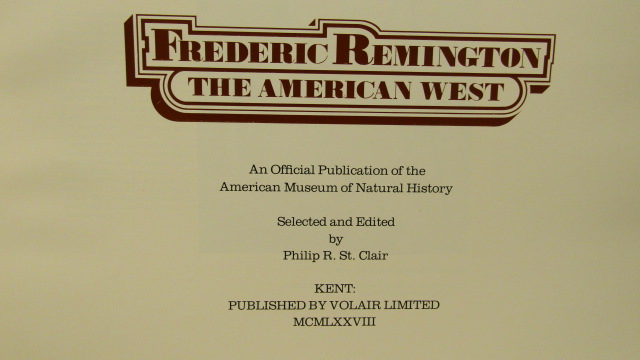 FREDERIC REMINGTON
THE AMERICAN WEST
An Official Publication of the
American Museum of Natural History
Selected and Edited
by
Philip R. St. Clair
KENT:
PUBLISHED BY VOLAIR LIMITED
MCMLXXVIII